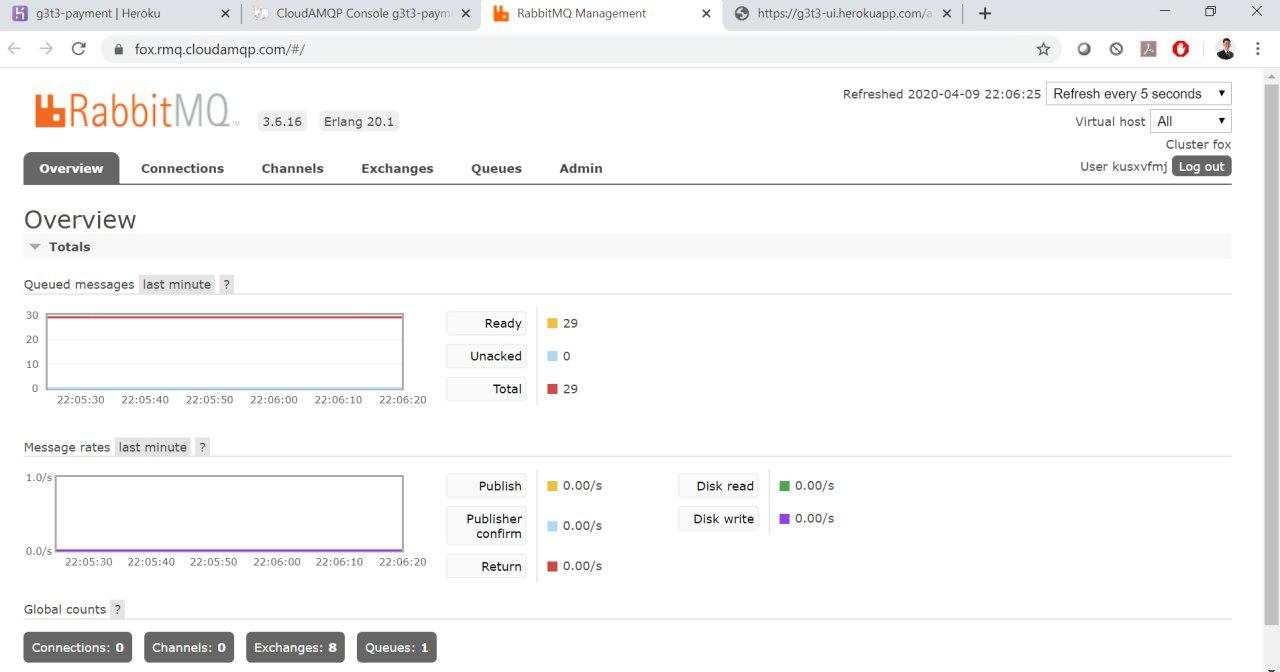 g3t3-payment | Heroku
CloudAMQP Console g3t3-paym
RabbitMQ Management
https://g3t3-ui.herokuapp.com/a
fox.rmq.cloudamqp.com/#/
RabbitMQ
3.6.16
Erlang 20.1
Refreshed 2020-04-09 22:06:25 Refresh every 5 seconds
Virtual host All
Cluster fox
User kusxvfmj Log out
Overview Connections Channels Exchanges Queues Admin
Overview
Totals
Queued messages last minute ?
30
20
10
0
22:05:30 22:05:40 22:05:50 22:06:00 22:06:10 22:06:20
Ready 29
Unacked 0
Total 29
Message rates last minute ?
1.0/s
0.0/s
22:05:30 22:05:40 22:05:50 22:06:00 22:06:10 22:06:20
Publish 0.00/s
Publisher confirm 0.00/s
Return 0.00/s
Disk read 0.00/s
Disk write 0.00/s
Global counts ?
Connections: 0 Channels: 0 Exchanges: 8 Queues: 1